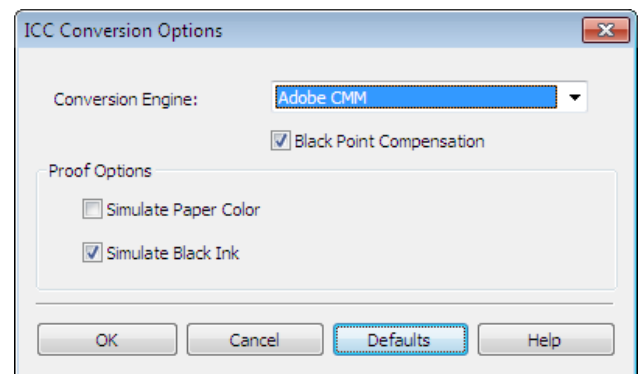 ICC Conversion Options
Conversion Engine: Adobe CMM
Black Point Compensation
Proof Options
Simulate Paper Color
Simulate Black Ink
OK Cancel Defaults Help